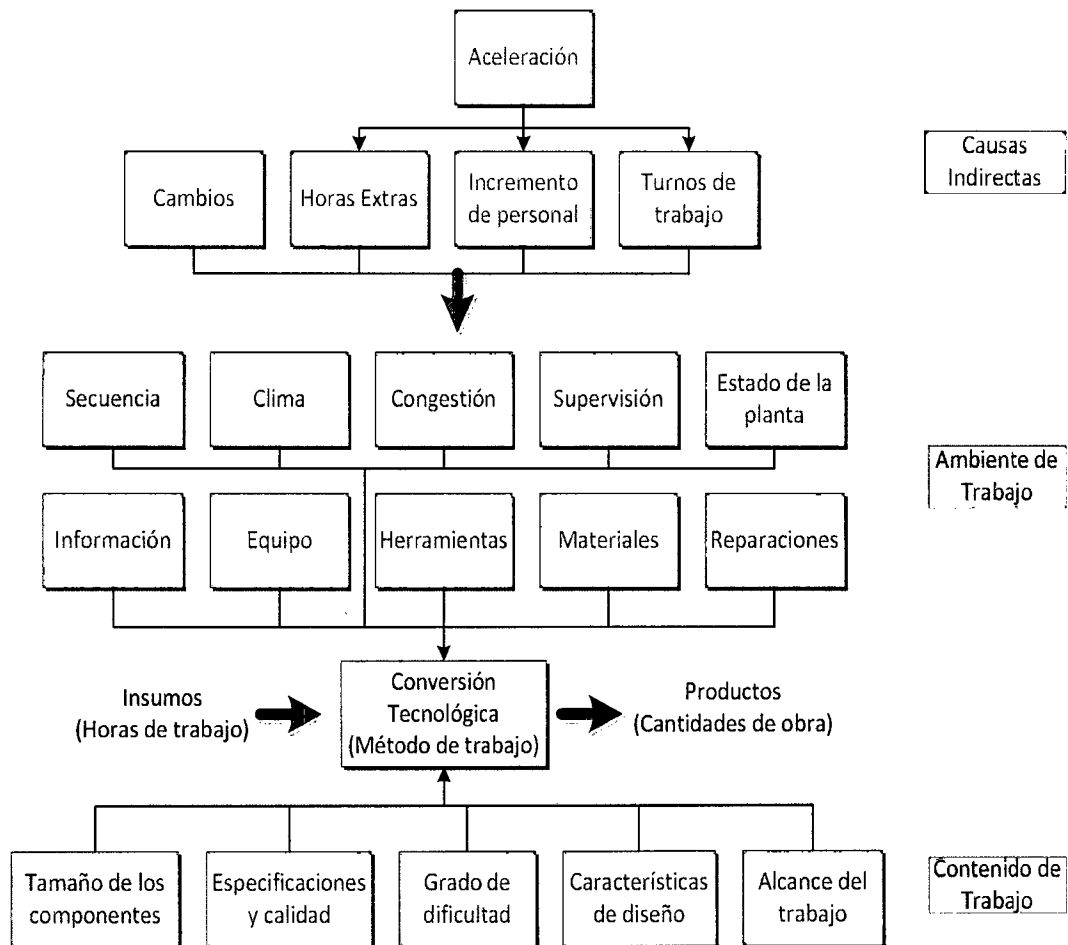 Aceleración
Causas
Indirectas
Cambios
Horas Extras
Incremento
de personal
Turnos de
trabajo
Secuencia
Clima
Congestión
Supervisión
Estado de la
planta
Ambiente de
Trabajo
Información
Equipo
Herramientas
Materiales
Reparaciones
Insumos
(Horas de trabajo)
Conversión
Tecnológica
(Método de trabajo)
Productos
(Cantidades de obra)
Tamaño de los
componentes
Especificaciones
y calidad
Grado de
dificultad
Características
de diseño
Alcance del
trabajo
Contenido de
Trabajo